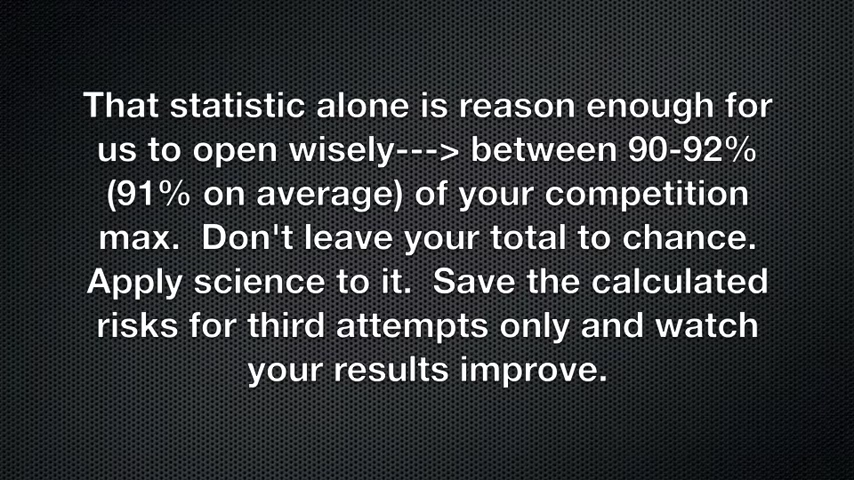 That statistic alone is reason enough for
us to open wisely---> between 90-92%
(91% on average) of your competition
max.  Don't leave your total to chance.
Apply science to it.  Save the calculated
risks for third attempts only and watch
your results improve.